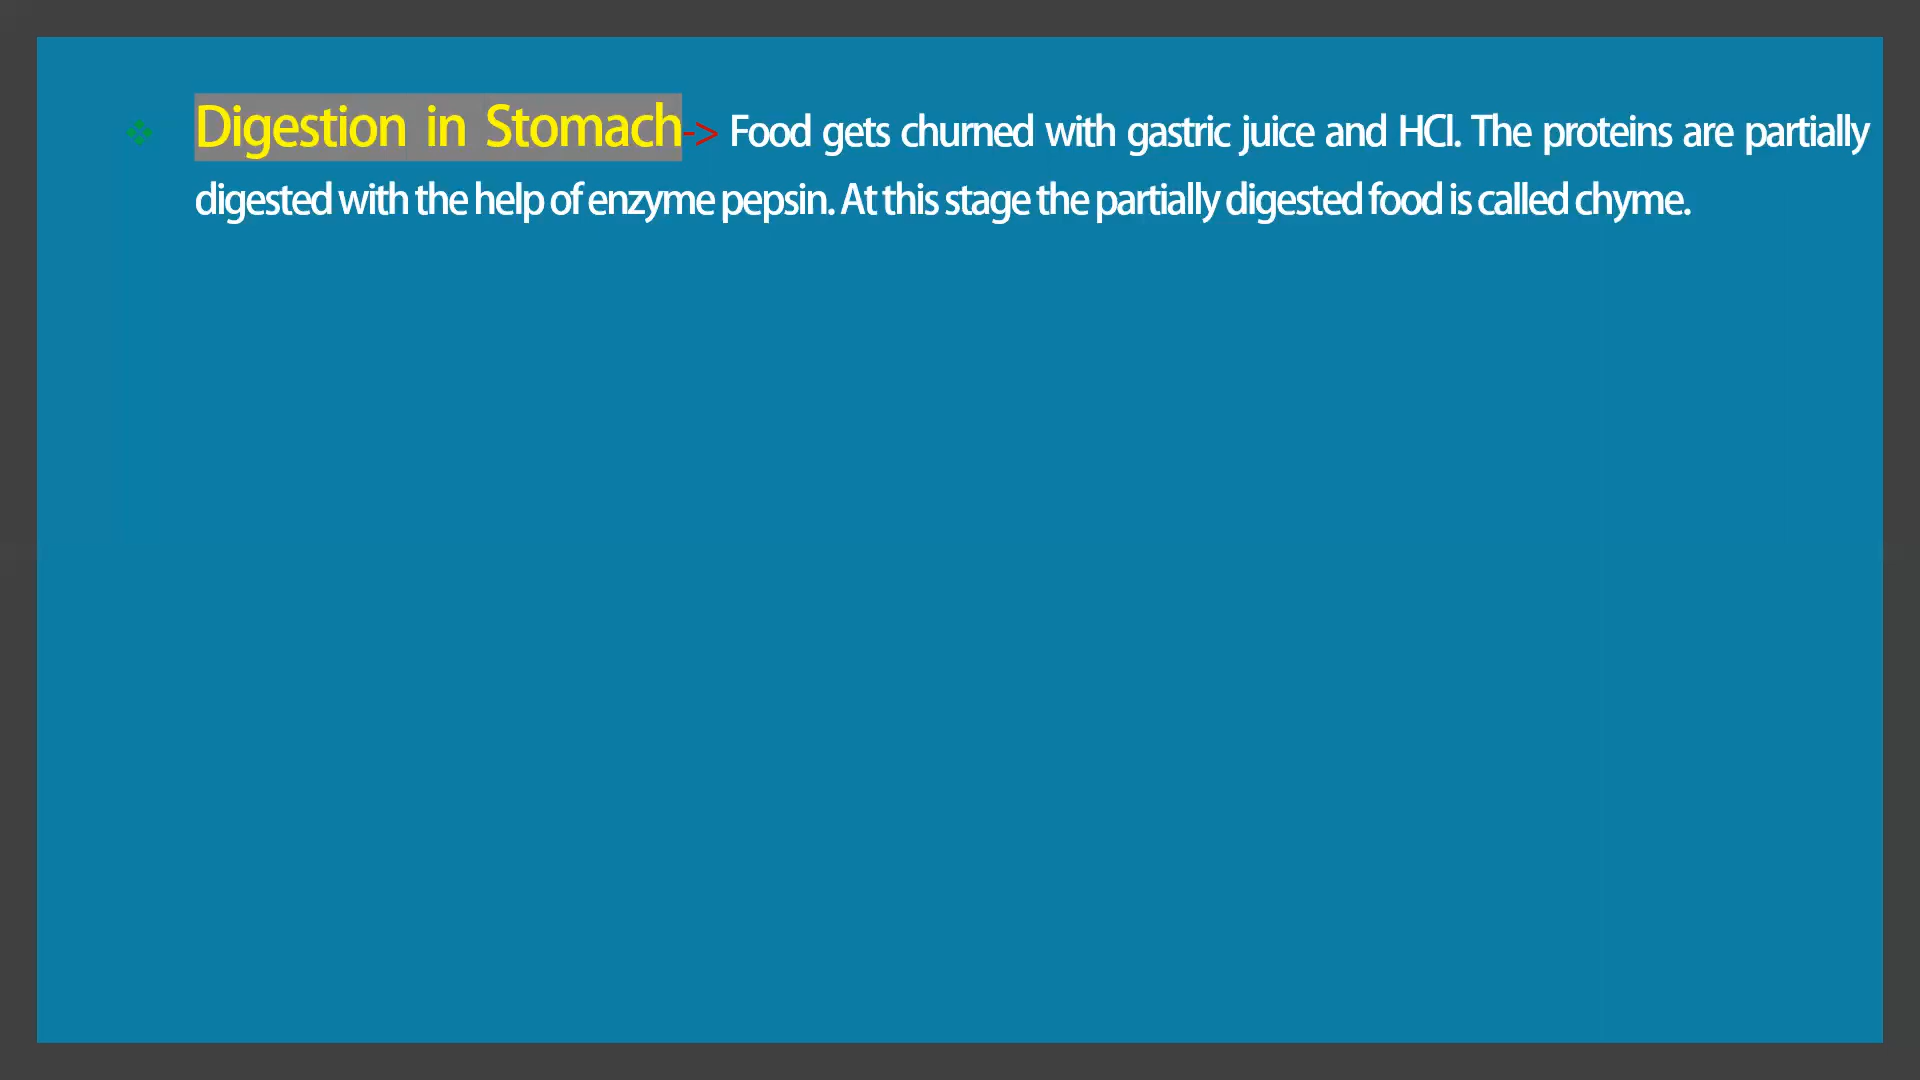 ❖ Digestion in Stomach-> Food gets churned with gastric juice and HCl. The proteins are partially
digested with the help of enzyme pepsin. At this stage the partially digested food is called chyme.